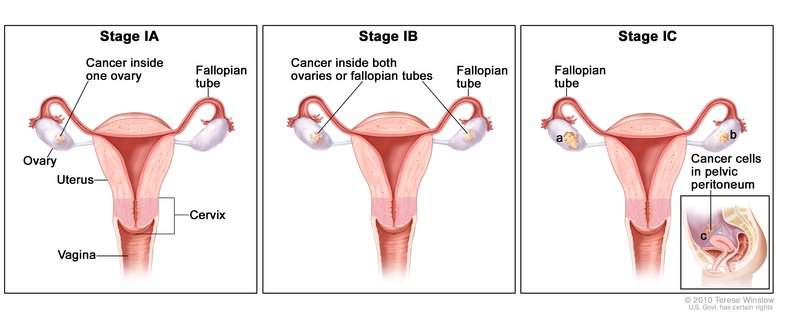 Stage IA
Cancer inside
one ovary
Fallopian
tube
Ovary
Uterus
Cervix
Vagina
Stage IB
Cancer inside both
ovaries or fallopian tubes
Fallopian
tube
Stage IC
Fallopian
tube
a
b
Cancer cells
in pelvic
peritoneum
c
© 2010 Terese Winslow
U.S. Govt. has certain rights